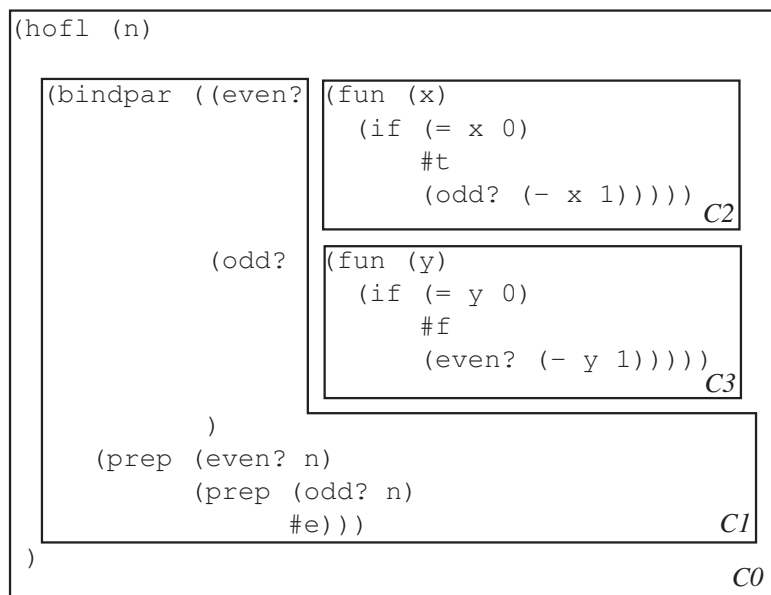 (hofl (n)
(bindpar ((even? (fun (x)
(if (= x 0)
#t
(odd? (- x 1)))))
C2
(odd? (fun (y)
(if (= y 0)
#f
(even? (- y 1)))))
C3
)
(prep (even? n)
(prep (odd? n)
#e)))
C1
)
C0